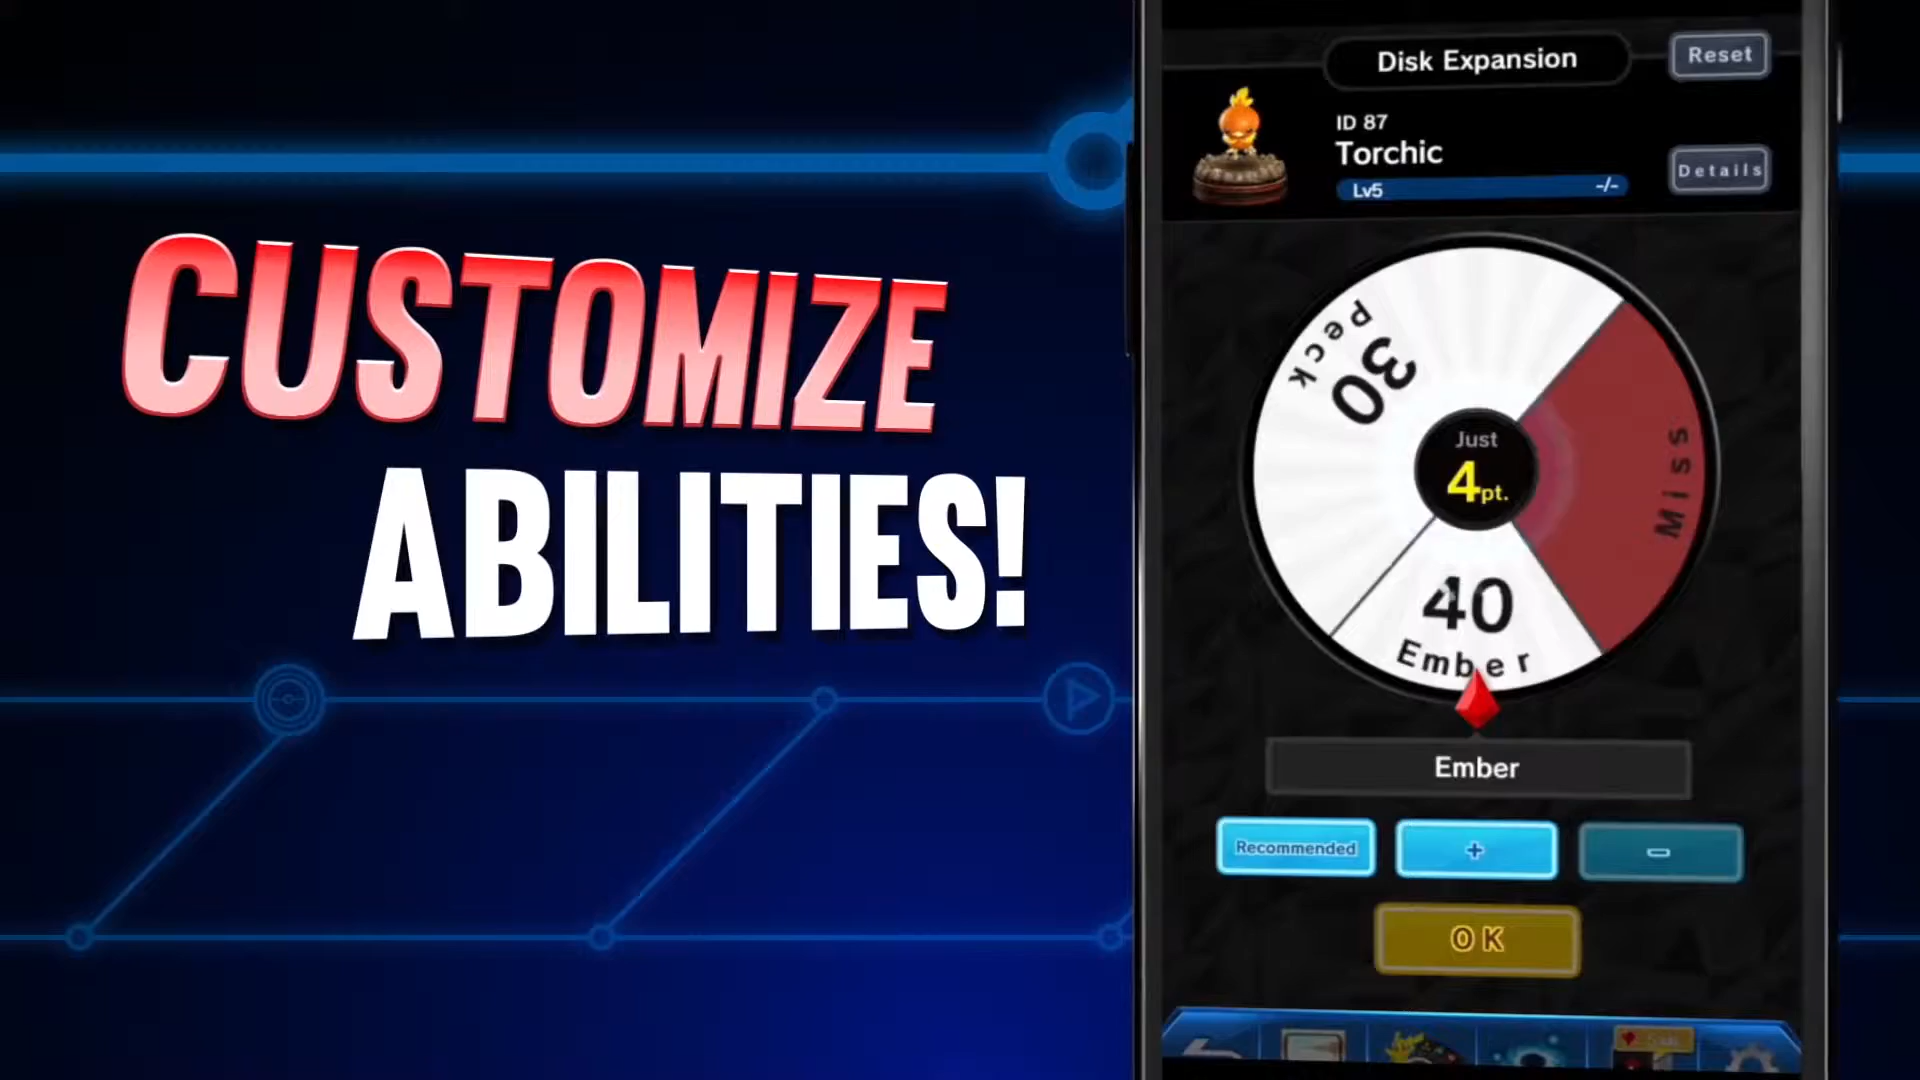 CUSTOMIZE
ABILITIES!
Disk Expansion
Reset
ID 87
Torchic
Details
Lv5
-/-
Peck
30
Miss
Just
4pt.
40
Ember
Ember
Recommended
+
-
OK